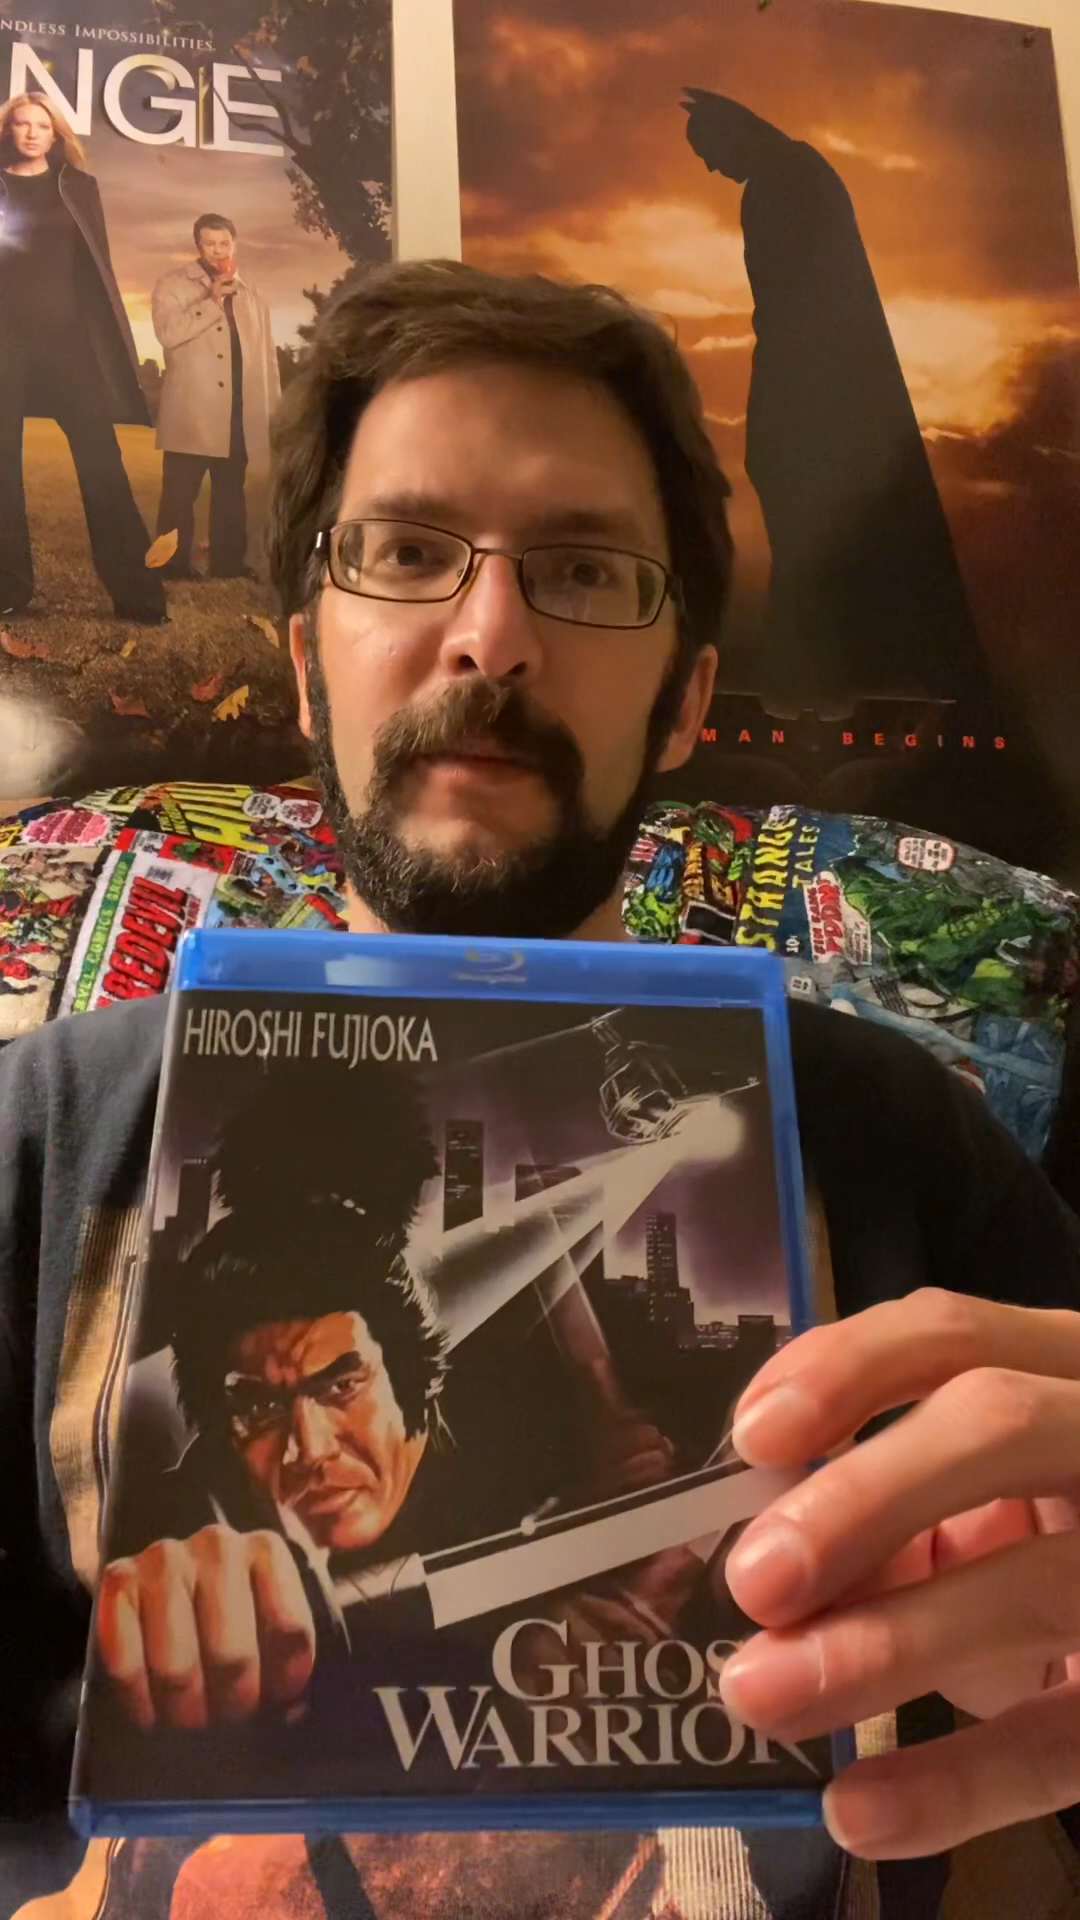 NDLESS IMPOSSIBILITIES
NGE
MAN BEGINS
DAREDEVIL
STRANGE
TALES
HIROSHI FUJIOKA
GHOS
WARRIOR